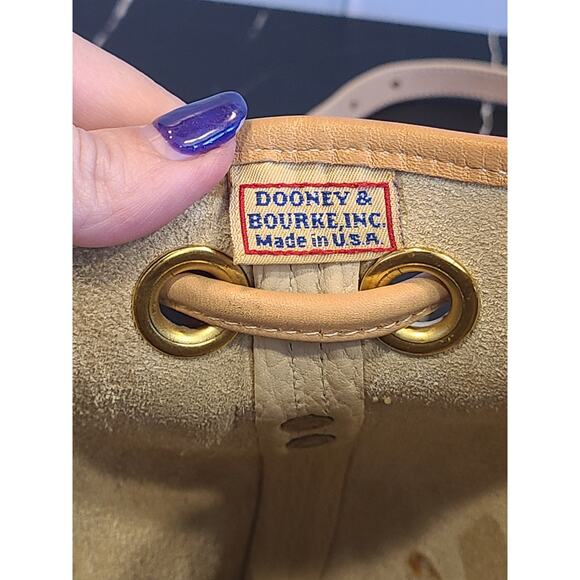 DOONEY &
BOURKE, INC.
Made in U.S.A.